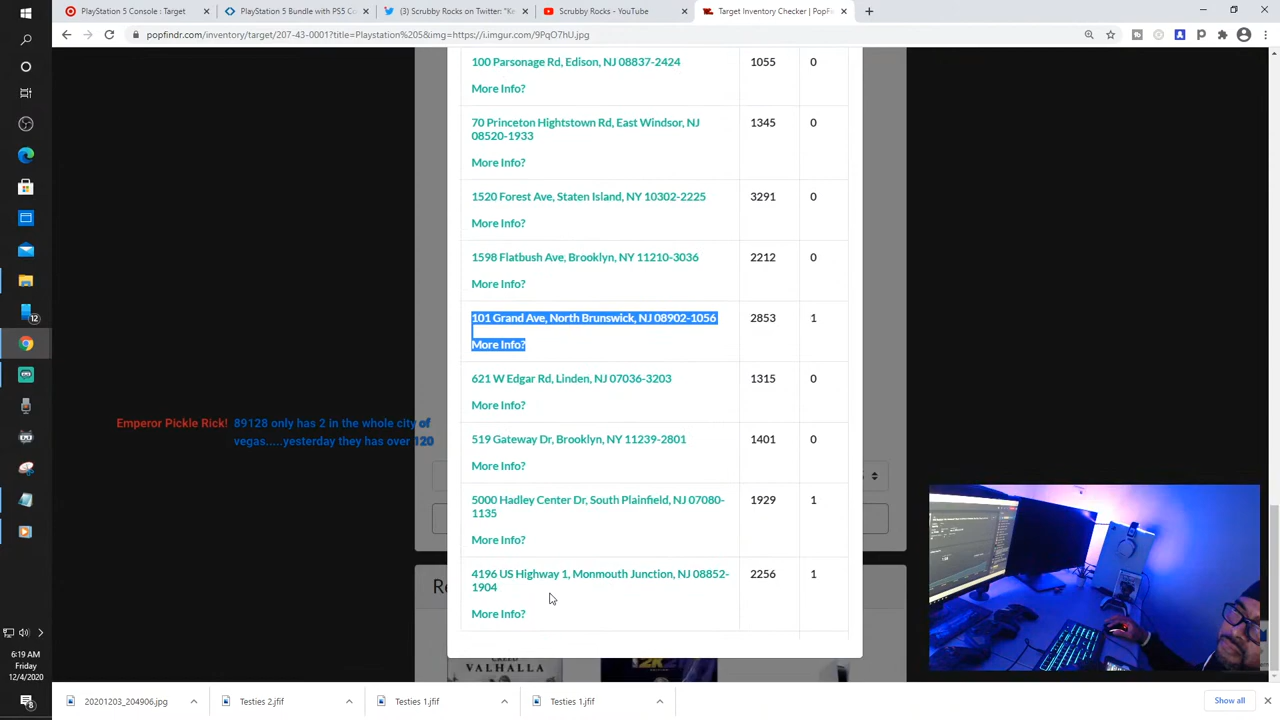 PlayStation 5 Console : Target
PlayStation 5 Bundle with PS5 Co
(3) Scrubby Rocks on Twitter: "Ke
Scrubby Rocks - YouTube
Target Inventory Checker | PopFi
popfindr.com/inventory/target/207-43-0001?title=Playstation%205&img=https://i.imgur.com/9PqO7hU.jpg
100 Parsonage Rd, Edison, NJ 08837-2424 1055 0
More Info?
70 Princeton Hightstown Rd, East Windsor, NJ 1345 0
08520-1933
More Info?
1520 Forest Ave, Staten Island, NY 10302-2225 3291 0
More Info?
1598 Flatbush Ave, Brooklyn, NY 11210-3036 2212 0
More Info?
101 Grand Ave, North Brunswick, NJ 08902-1056 2853 1
More Info?
621 W Edgar Rd, Linden, NJ 07036-3203 1315 0
More Info?
Emperor Pickle Rick! 89128 only has 2 in the whole city of
vegas.....yesterday they has over 120
519 Gateway Dr, Brooklyn, NY 11239-2801 1401 0
More Info?
5000 Hadley Center Dr, South Plainfield, NJ 07080- 1929 1
1135
More Info?
4196 US Highway 1, Monmouth Junction, NJ 08852- 2256 1
1904
More Info?
VALHALLA
12
6:19 AM
Friday
12/4/2020
8
20201203_204906.jpg
Testies 2.jfif
Testies 1.jfif
Testies 1.jfif
Show all